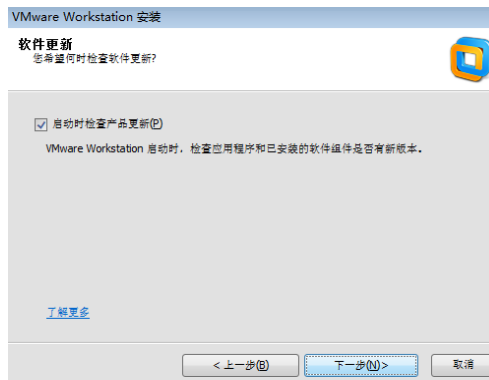 VMware Workstation 安装
软件更新
您希望何时检查软件更新?
启动时检查产品更新(P)
VMware Workstation 启动时，检查应用程序和已安装的软件组件是否有新版本。
了解更多
< 上一步(B) 下一步(N)> 取消